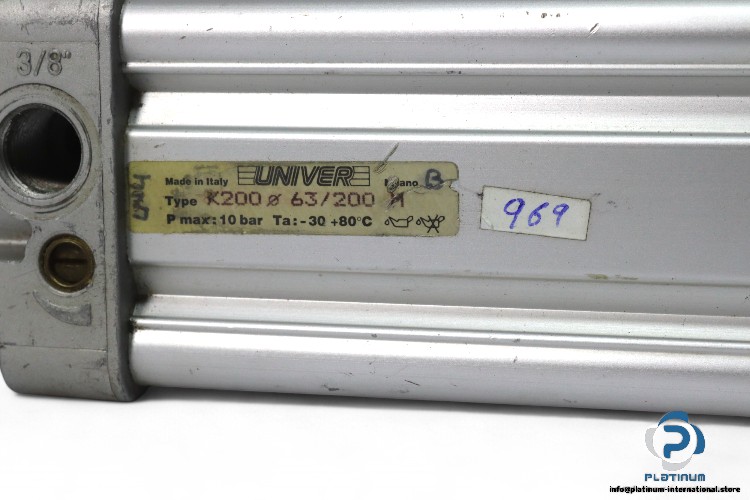 3/8"
Made in Italy UNIVER Milano B
Type K200 ø 63/200 M
P max: 10 bar Ta: -30 +80°C
969
PLATINUM
info@platinum-international.store